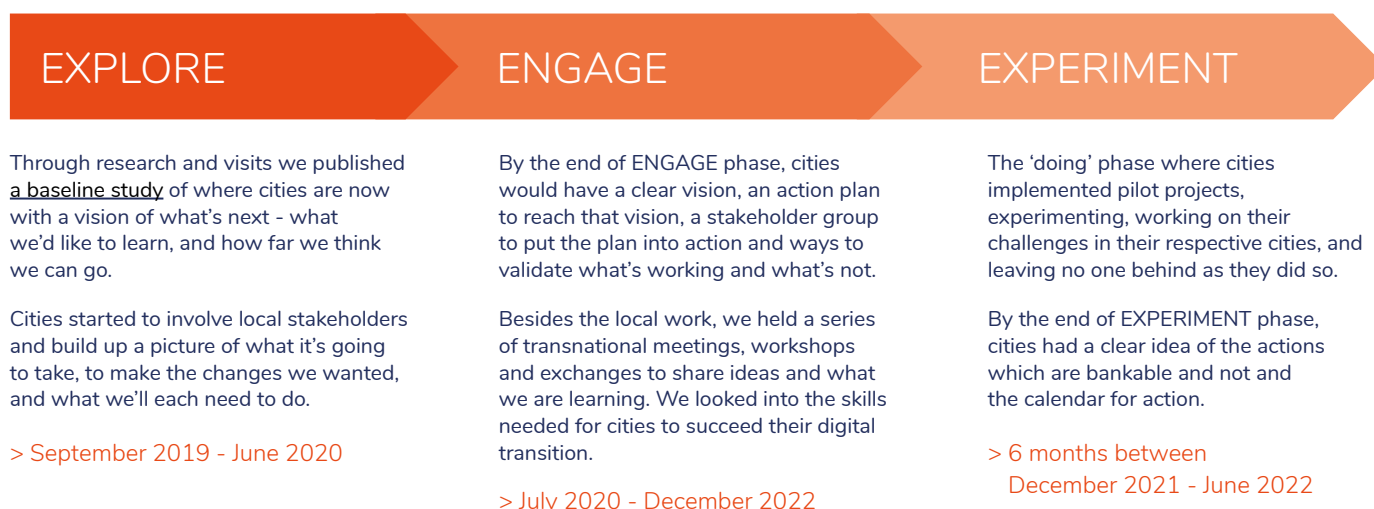 EXPLORE
Through research and visits we published
a baseline study of where cities are now
with a vision of what's next - what
we'd like to learn, and how far we think
we can go.
Cities started to involve local stakeholders
and build up a picture of what it's going
to take, to make the changes we wanted,
and what we'll each need to do.
> September 2019 - June 2020
ENGAGE
By the end of ENGAGE phase, cities
would have a clear vision, an action plan
to reach that vision, a stakeholder group
to put the plan into action and ways to
validate what's working and what's not.
Besides the local work, we held a series
of transnational meetings, workshops
and exchanges to share ideas and what
we are learning. We looked into the skills
needed for cities to succeed their digital
transition.
> July 2020 - December 2022
EXPERIMENT
The ‘doing’ phase where cities
implemented pilot projects,
experimenting, working on their
challenges in their respective cities, and
leaving no one behind as they did so.
By the end of EXPERIMENT phase,
cities had a clear idea of the actions
which are bankable and not and
the calendar for action.
> 6 months between
December 2021 - June 2022